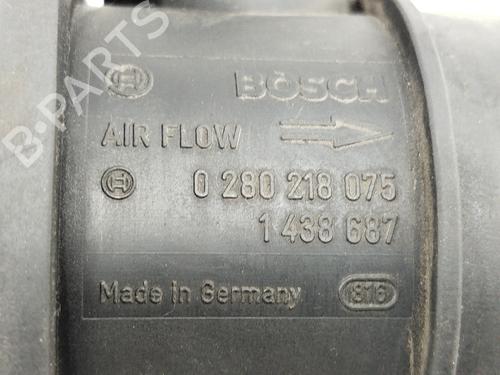 BOSCH
AIR FLOW
0 280 218 075
1 438 687
Made in Germany 816
B-PARTS